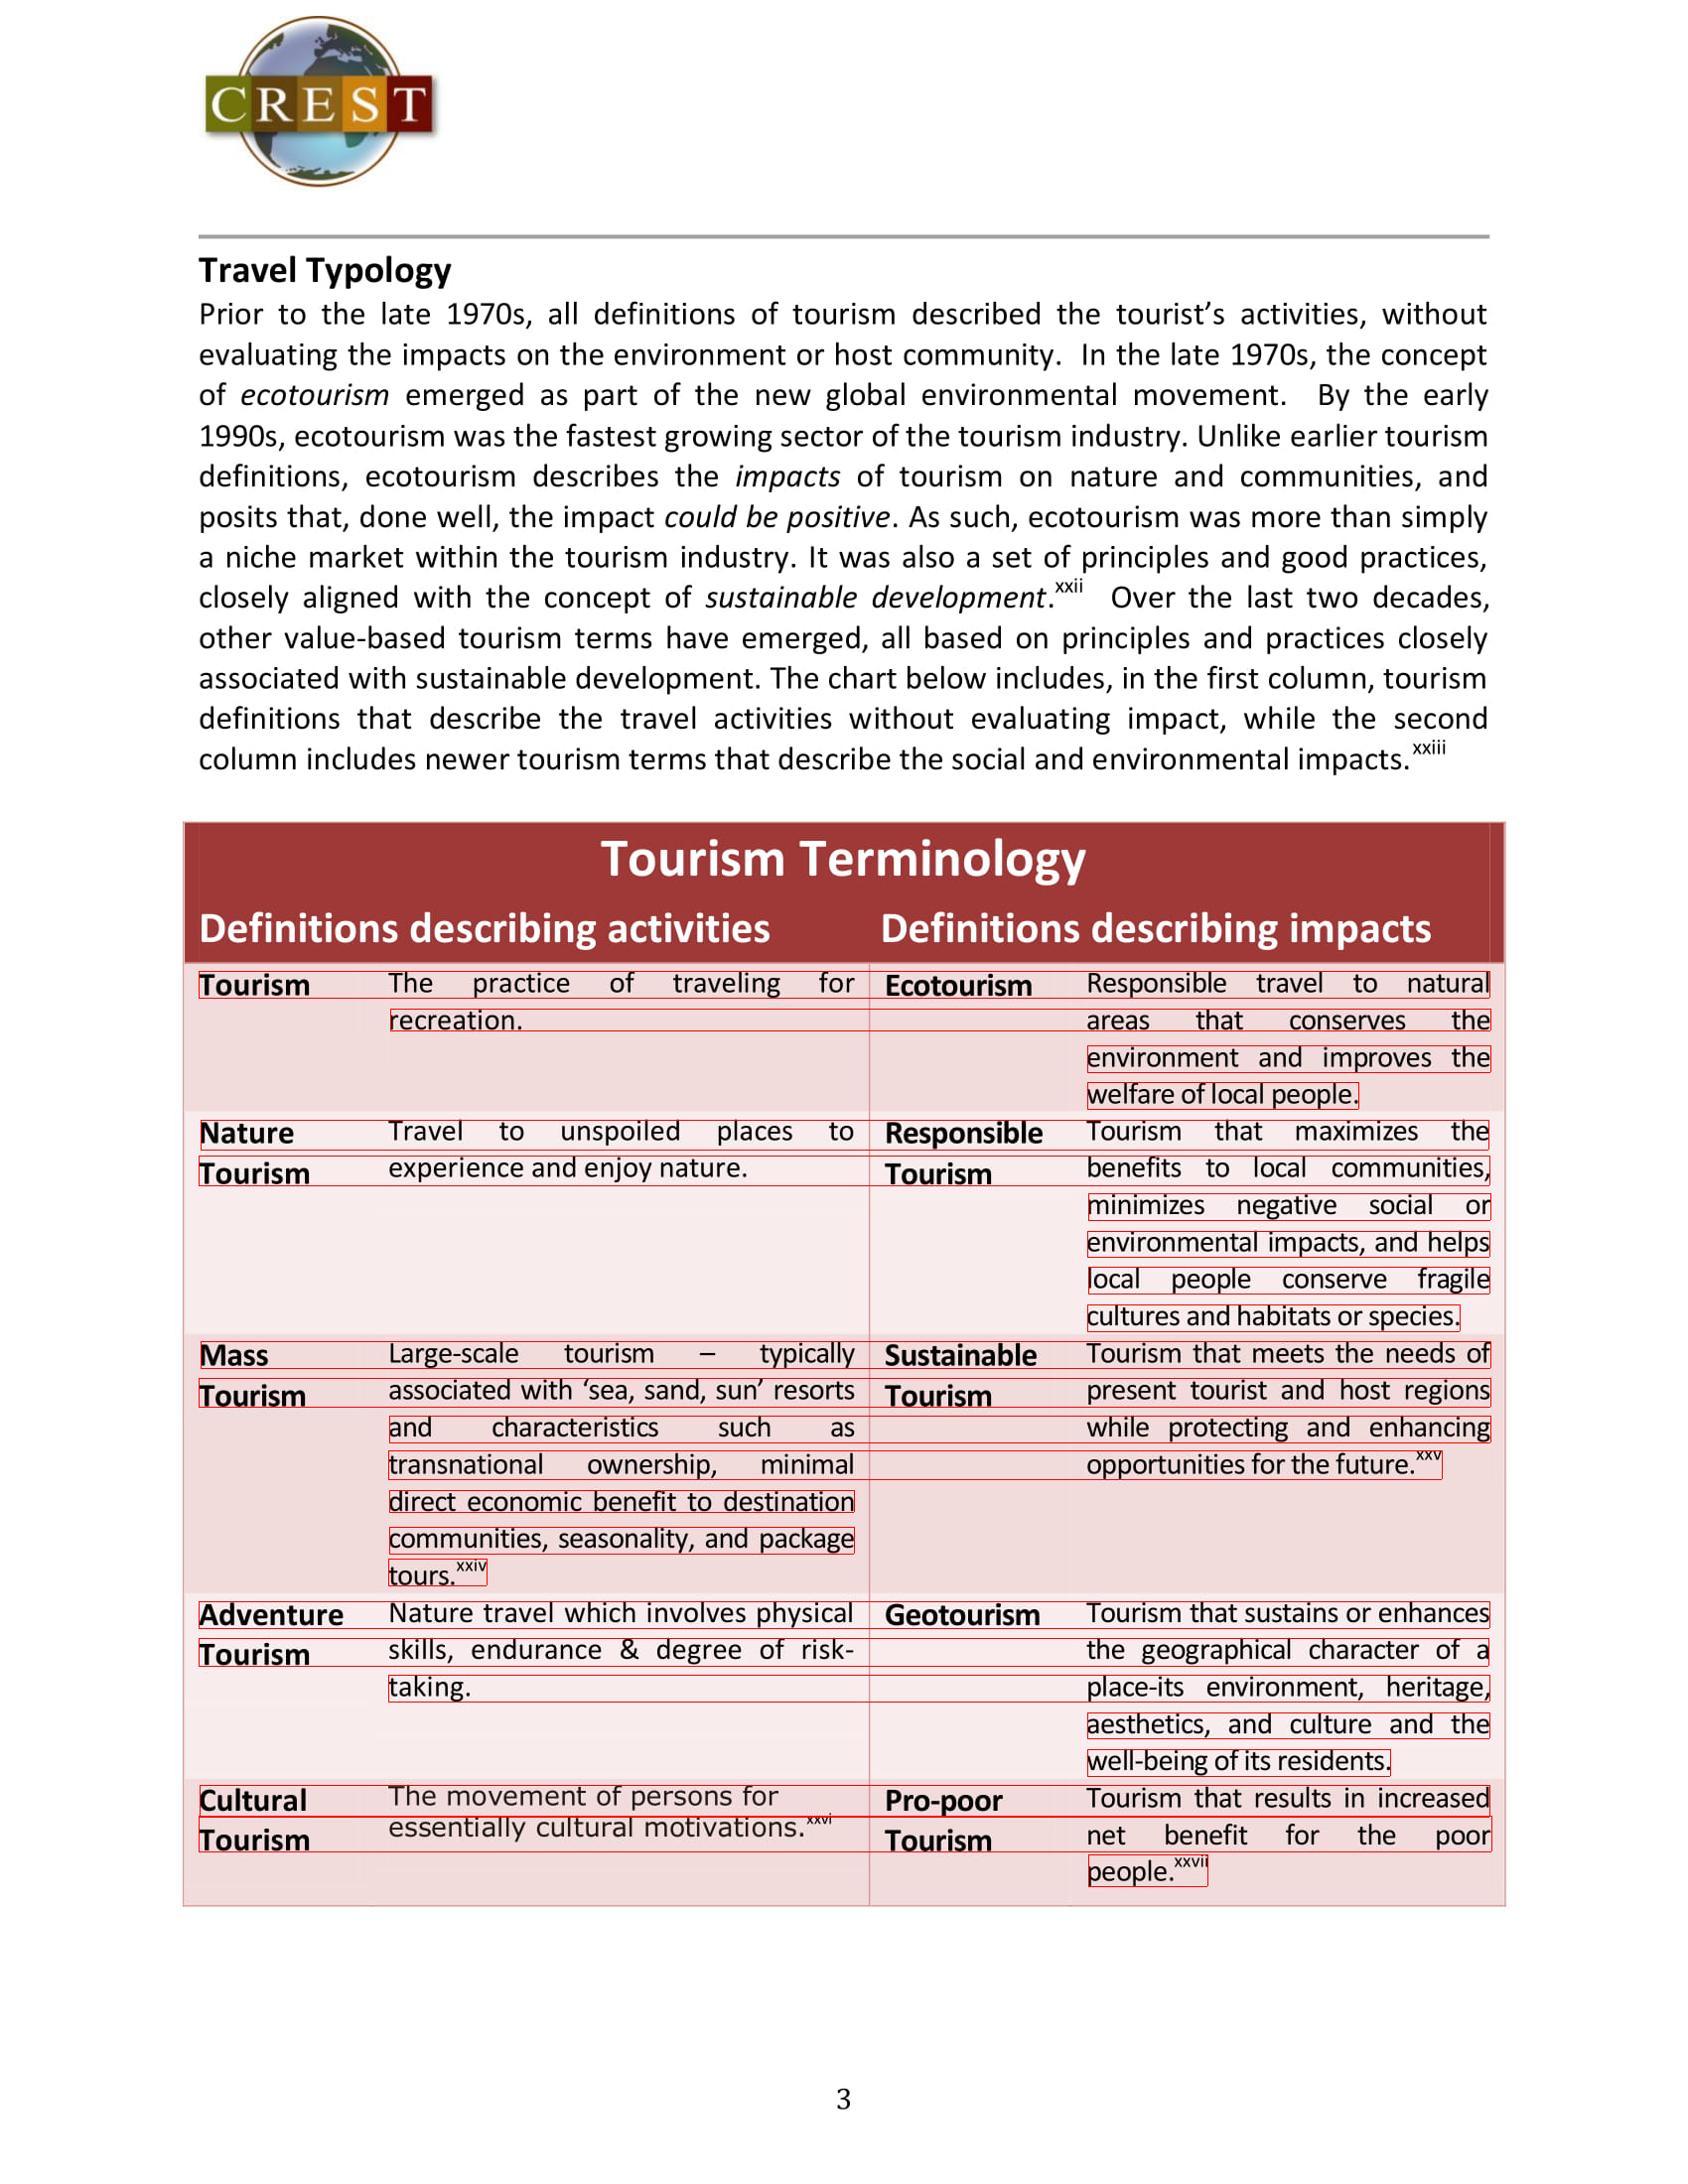 CREST
Travel Typology
Prior to the late 1970s, all definitions of tourism described the tourist’s activities, without
evaluating the impacts on the environment or host community.  In the late 1970s, the concept
of ecotourism emerged as part of the new global environmental movement.  By the early
1990s, ecotourism was the fastest growing sector of the tourism industry. Unlike earlier tourism
definitions, ecotourism describes the impacts of tourism on nature and communities, and
posits that, done well, the impact could be positive. As such, ecotourism was more than simply
a niche market within the tourism industry. It was also a set of principles and good practices,
closely aligned with the concept of sustainable development.xxii  Over the last two decades,
other value-based tourism terms have emerged, all based on principles and practices closely
associated with sustainable development. The chart below includes, in the first column, tourism
definitions that describe the travel activities without evaluating impact, while the second
column includes newer tourism terms that describe the social and environmental impacts.xxiii
Tourism Terminology
Definitions describing activities Definitions describing impacts
Tourism The practice of traveling for Ecotourism Responsible travel to natural
recreation. areas that conserves the
environment and improves the
welfare of local people.
Nature Travel to unspoiled places to Responsible Tourism that maximizes the
Tourism experience and enjoy nature. Tourism benefits to local communities,
minimizes negative social or
environmental impacts, and helps
local people conserve fragile
cultures and habitats or species.
Mass Large-scale tourism – typically Sustainable Tourism that meets the needs of
Tourism associated with ‘sea, sand, sun’ resorts Tourism present tourist and host regions
and characteristics such as while protecting and enhancing
transnational ownership, minimal opportunities for the future.xxv
direct economic benefit to destination
communities, seasonality, and package
tours.xxiv
Adventure Nature travel which involves physical Geotourism Tourism that sustains or enhances
Tourism skills, endurance & degree of risk- the geographical character of a
taking. place-its environment, heritage,
aesthetics, and culture and the
well-being of its residents.
Cultural The movement of persons for Pro-poor Tourism that results in increased
Tourism essentially cultural motivations.xxvi Tourism net benefit for the poor
people.xxvii
3